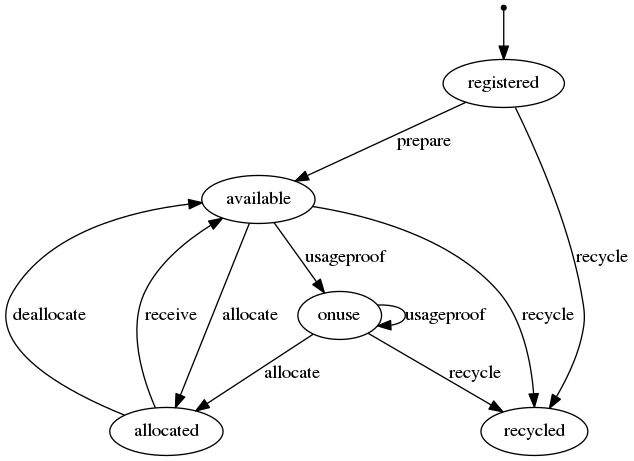 registered
prepare
available
recycle
usageproof
deallocate
receive
allocate
onuse
usageproof
recycle
allocate
recycle
allocated
recycled